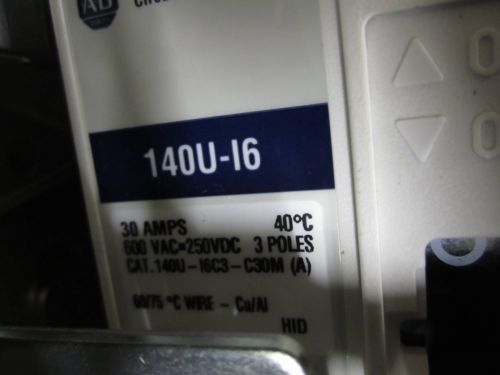 AB
140U-I6
30 AMPS 40°C
600 VAC=250VDC 3 POLES
CAT.140U-I6C3-C30M (A)
60/75 °C WIRE - Cu/Al
HID